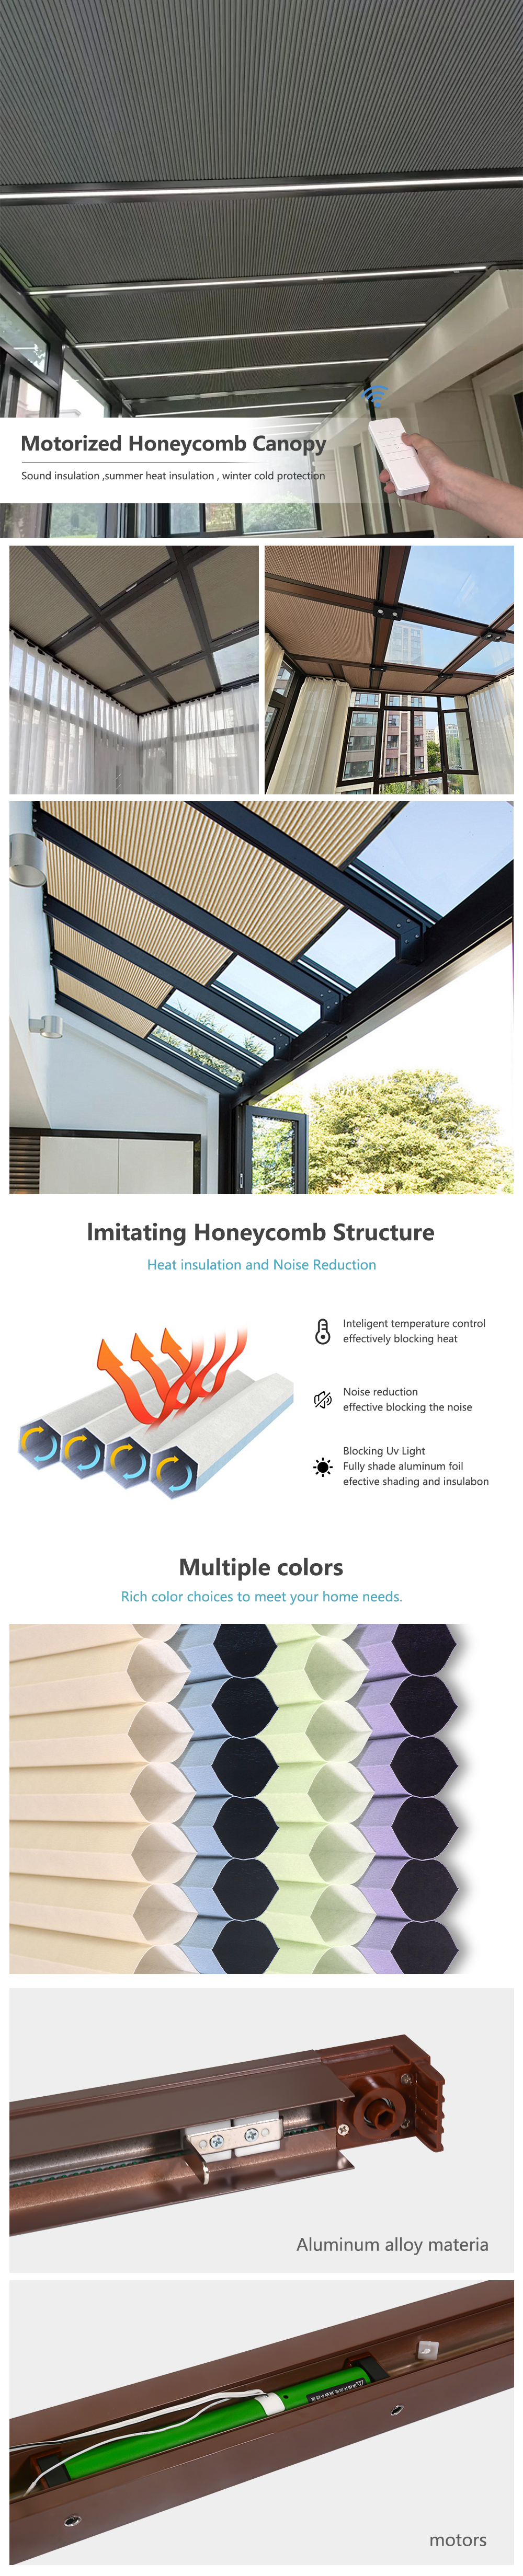 Motorized Honeycomb Canopy
Sound insulation ,summer heat insulation , winter cold protection
lmitating Honeycomb Structure
Heat insulation and Noise Reduction
Inteligent temperature control
effectively blocking heat
Noise reduction
effective blocking the noise
Blocking Uv Light
Fully shade aluminum foil
efective shading and insulabon
Multiple colors
Rich color choices to meet your home needs.
Aluminum alloy materia
motors